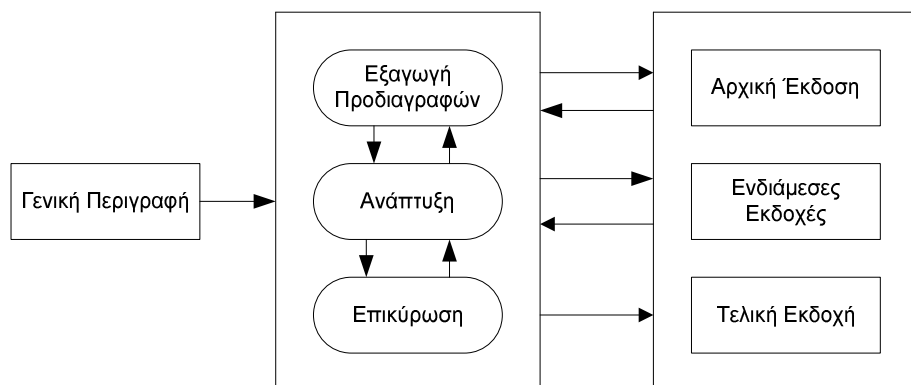 Γενική Περιγραφή
Εξαγωγή
Προδιαγραφών
Ανάπτυξη
Επικύρωση
Αρχική Έκδοση
Ενδιάμεσες
Εκδοχές
Τελική Εκδοχή